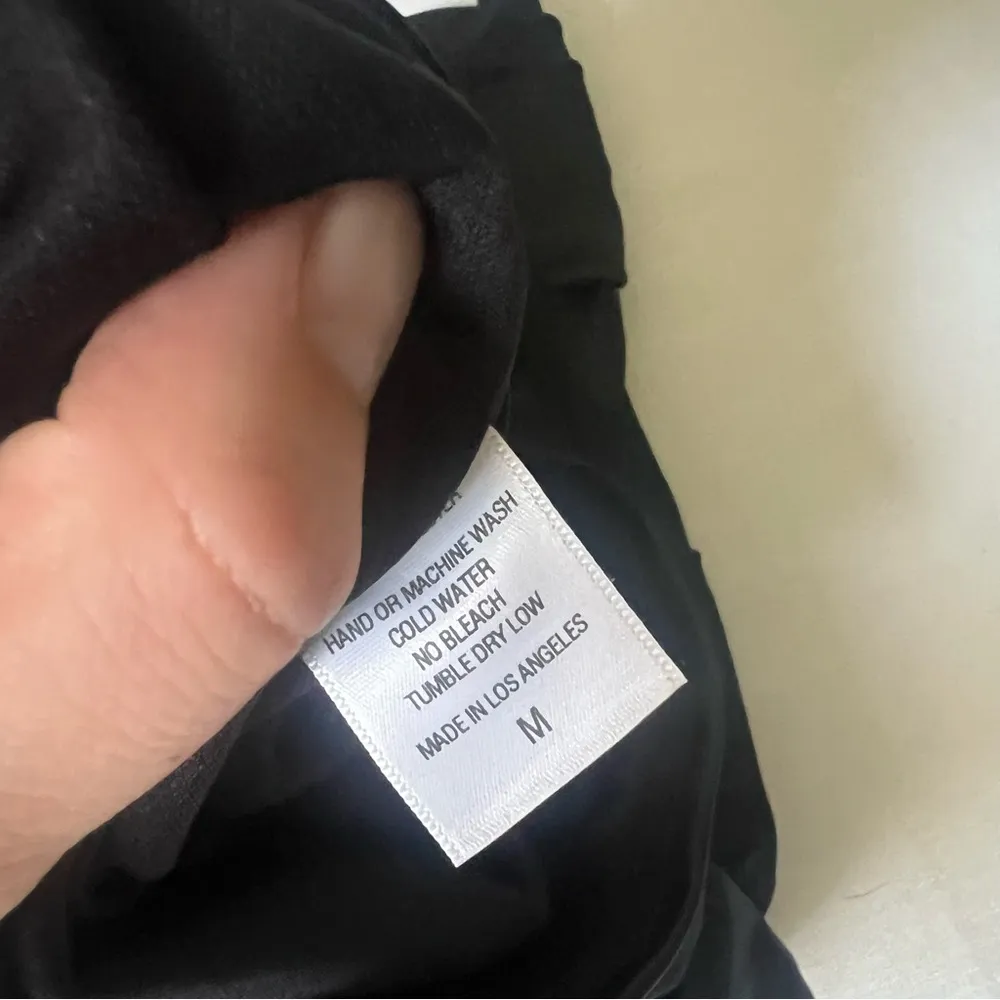 HAND OR MACHINE WASH
COLD WATER
NO BLEACH
TUMBLE DRY LOW
MADE IN LOS ANGELES
M